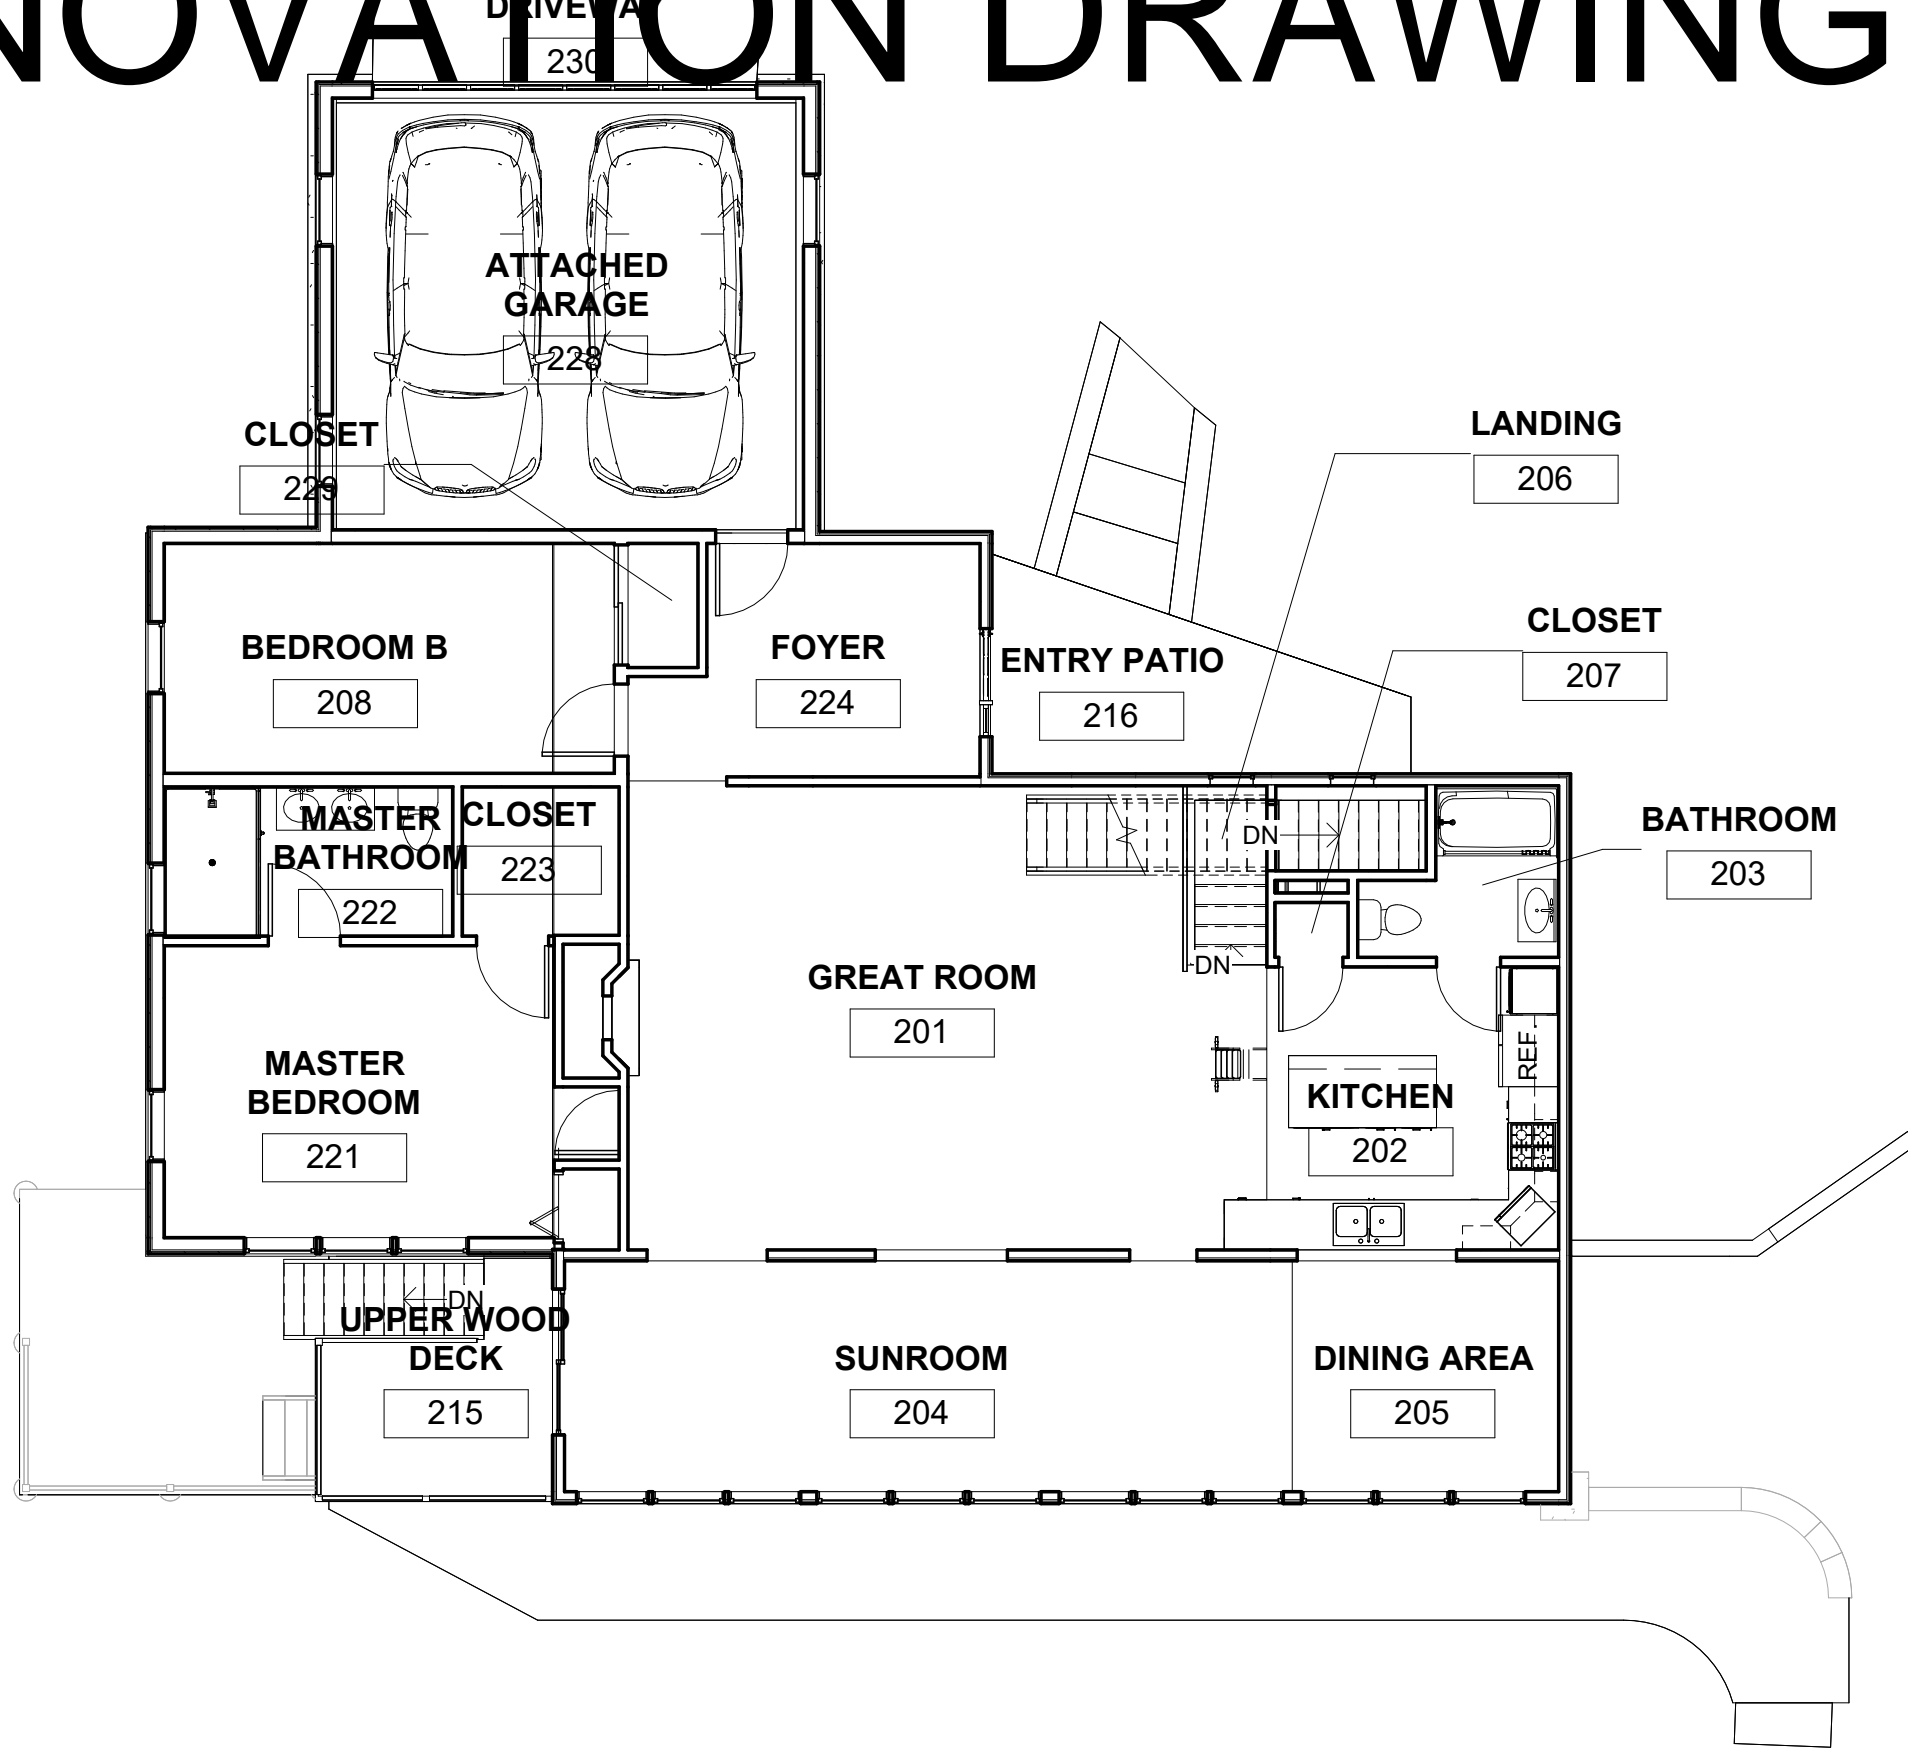 NOVATION DRAWING
DRIVEWA
230
ATTACHED
GARAGE
228
CLOSET
229
LANDING
206
CLOSET
207
BEDROOM B
208
FOYER
224
ENTRY PATIO
216
MASTER
BATHROOM
222
CLOSET
223
DN
BATHROOM
203
DN
GREAT ROOM
201
REF.
KITCHEN
202
MASTER
BEDROOM
221
DN
UPPER WOOD
DECK
215
SUNROOM
204
DINING AREA
205